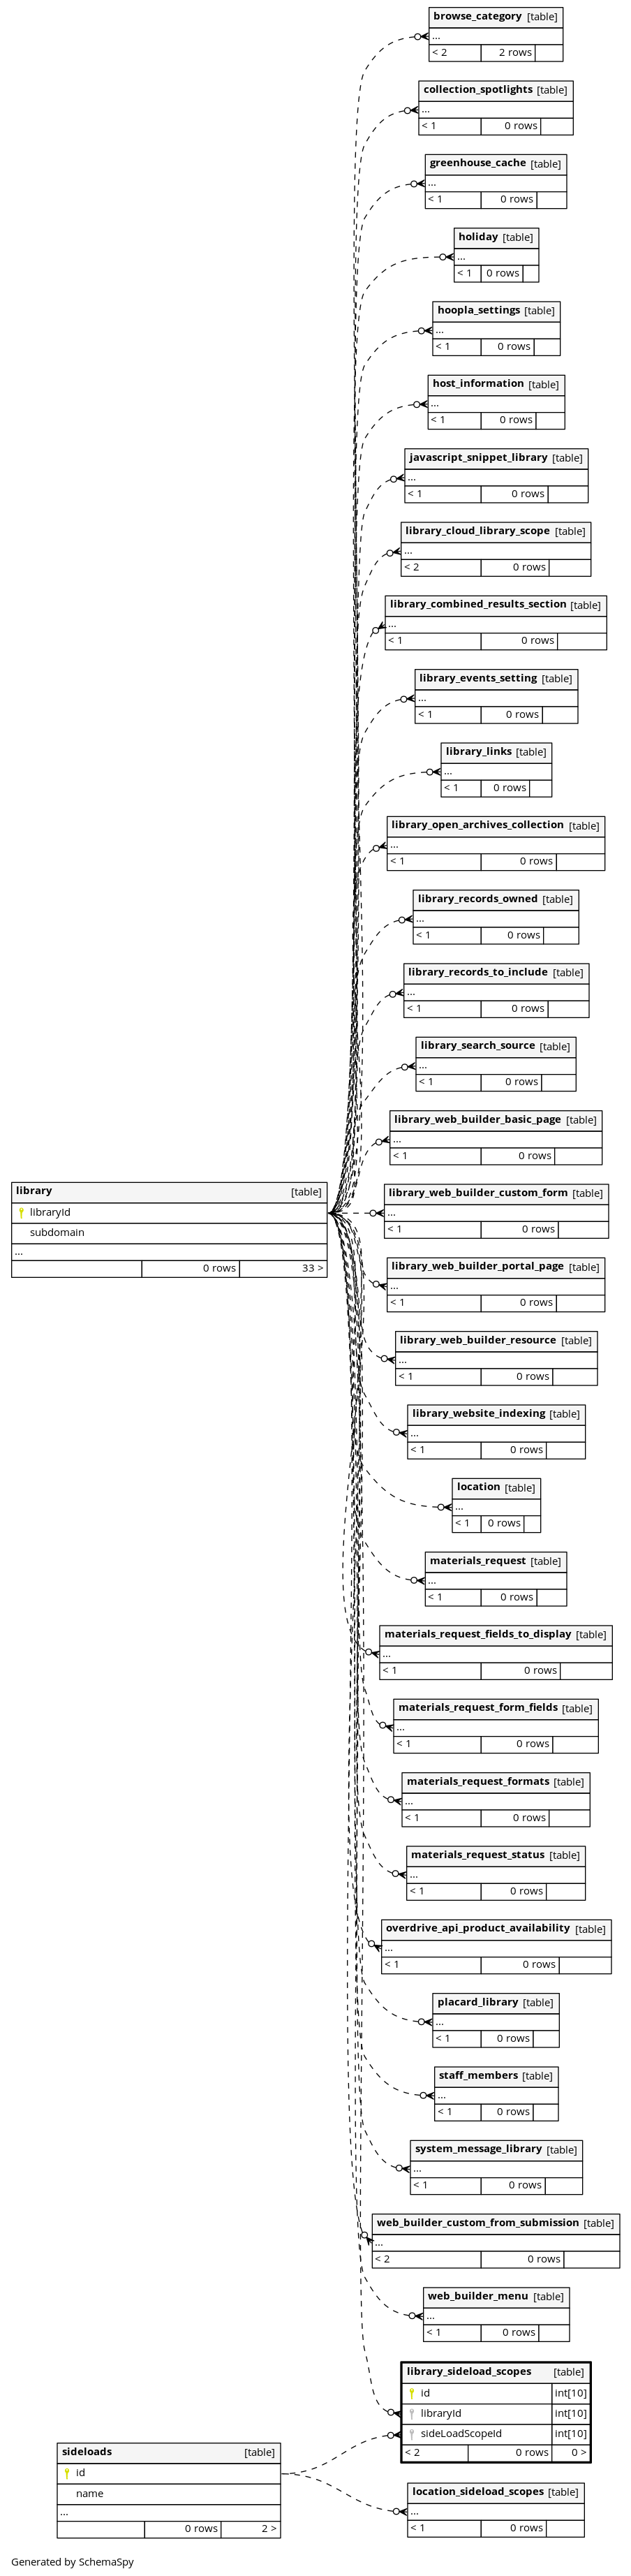 browse_category [table]
...
< 2 2 rows
collection_spotlights [table]
...
< 1 0 rows
greenhouse_cache [table]
...
< 1 0 rows
holiday [table]
...
< 1 0 rows
hoopla_settings [table]
...
< 1 0 rows
host_information [table]
...
< 1 0 rows
javascript_snippet_library [table]
...
< 1 0 rows
library_cloud_library_scope [table]
...
< 2 0 rows
library_combined_results_section [table]
...
< 1 0 rows
library_events_setting [table]
...
< 1 0 rows
library_links [table]
...
< 1 0 rows
library_open_archives_collection [table]
...
< 1 0 rows
library_records_owned [table]
...
< 1 0 rows
library_records_to_include [table]
...
< 1 0 rows
library_search_source [table]
...
< 1 0 rows
library_web_builder_basic_page [table]
...
< 1 0 rows
library [table]
libraryId
subdomain
...
0 rows 33 >
library_web_builder_custom_form [table]
...
< 1 0 rows
library_web_builder_portal_page [table]
...
< 1 0 rows
library_web_builder_resource [table]
...
< 1 0 rows
library_website_indexing [table]
...
< 1 0 rows
location [table]
...
< 1 0 rows
materials_request [table]
...
< 1 0 rows
materials_request_fields_to_display [table]
...
< 1 0 rows
materials_request_form_fields [table]
...
< 1 0 rows
materials_request_formats [table]
...
< 1 0 rows
materials_request_status [table]
...
< 1 0 rows
overdrive_api_product_availability [table]
...
< 1 0 rows
placard_library [table]
...
< 1 0 rows
staff_members [table]
...
< 1 0 rows
system_message_library [table]
...
< 1 0 rows
web_builder_custom_from_submission [table]
...
< 2 0 rows
web_builder_menu [table]
...
< 1 0 rows
library_sideload_scopes [table]
id int[10]
libraryId int[10]
sideLoadScopeId int[10]
< 2 0 rows 0 >
sideloads [table]
id
name
...
0 rows 2 >
location_sideload_scopes [table]
...
< 1 0 rows
Generated by SchemaSpy